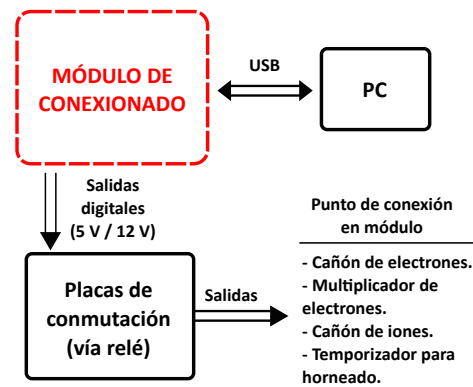 MÓDULO DE
CONEXIONADO
USB
PC
Salidas
digitales
(5 V / 12 V)
Placas de
conmutación
(vía relé)
Salidas
Punto de conexión
en módulo
- Cañón de electrones.
- Multiplicador de
electrones.
- Cañón de iones.
- Temporizador para
horneado.